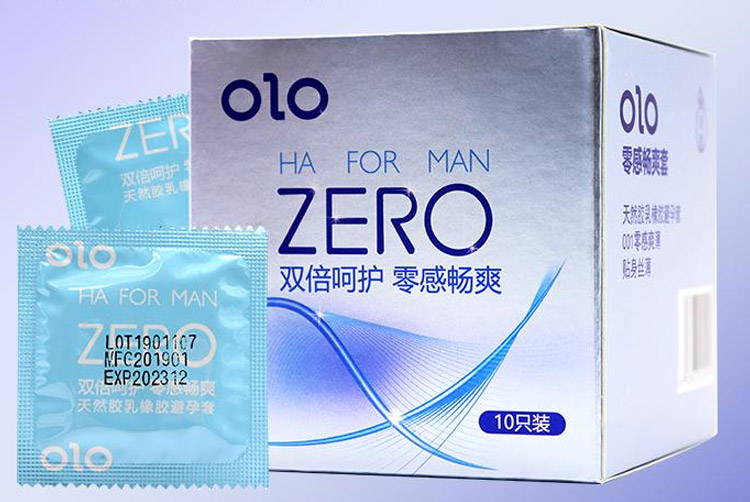 olo
HA FOR MAN
ZERO
双倍呵护 零感畅爽
10只装
olo
零感畅爽套
天然胶乳橡胶避孕套
001零感爽薄
贴身丝薄
ZER
双倍呵护
天然胶乳橡
olo
HA FOR MAN
ZERO
LOT1901107
MFG201901
EXP202312
双倍呵护 零感畅爽
天然胶乳橡胶避孕套
olo